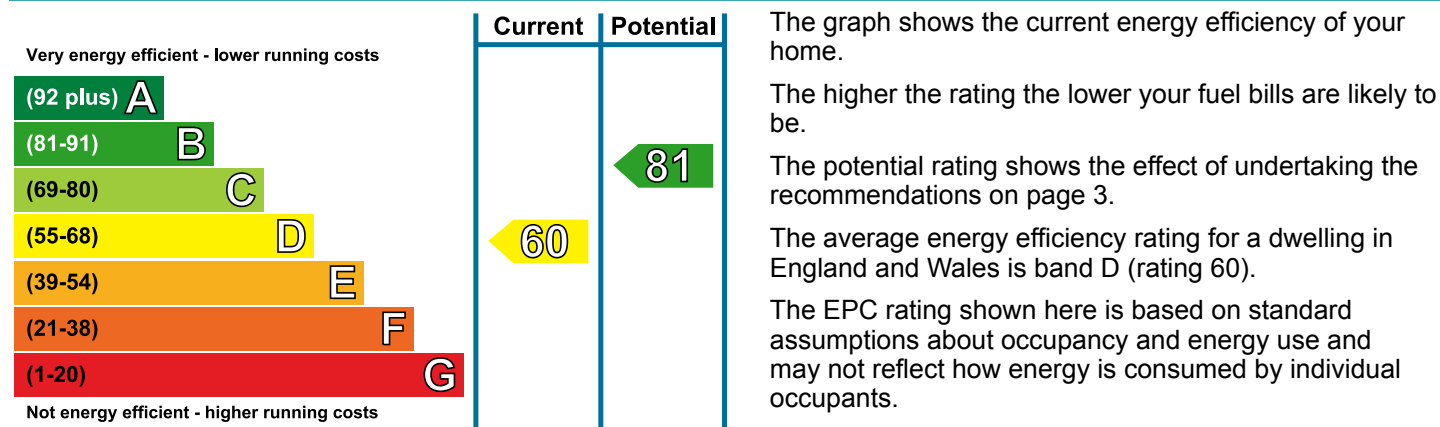 Current Potential
Very energy efficient - lower running costs
(92 plus) A
(81-91) B
(69-80) C
(55-68) D
(39-54) E
(21-38) F
(1-20) G
Not energy efficient - higher running costs
81
60
The graph shows the current energy efficiency of your
home.
The higher the rating the lower your fuel bills are likely to
be.
The potential rating shows the effect of undertaking the
recommendations on page 3.
The average energy efficiency rating for a dwelling in
England and Wales is band D (rating 60).
The EPC rating shown here is based on standard
assumptions about occupancy and energy use and
may not reflect how energy is consumed by individual
occupants.